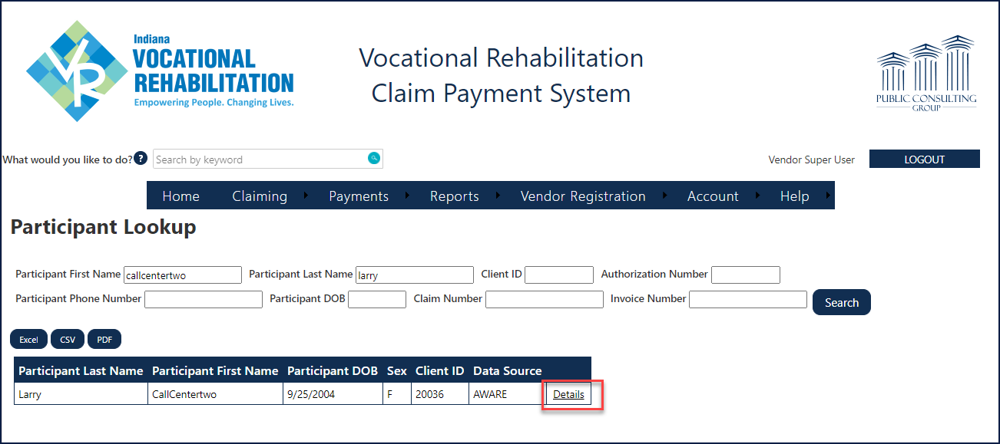 Indiana
VOCATIONAL
REHABILITATION
Empowering People. Changing Lives.
VR
Vocational Rehabilitation
Claim Payment System
PUBLIC CONSULTING
GROUP
What would you like to do? ? Search by keyword Vendor Super User LOGOUT
Home Claiming Payments Reports Vendor Registration Account Help
Participant Lookup
Participant First Name callcentertwo Participant Last Name larry Client ID Authorization Number
Participant Phone Number Participant DOB Claim Number Invoice Number Search
Excel CSV PDF
Participant Last Name Participant First Name Participant DOB Sex Client ID Data Source
Larry CallCentertwo 9/25/2004 F 20036 AWARE Details